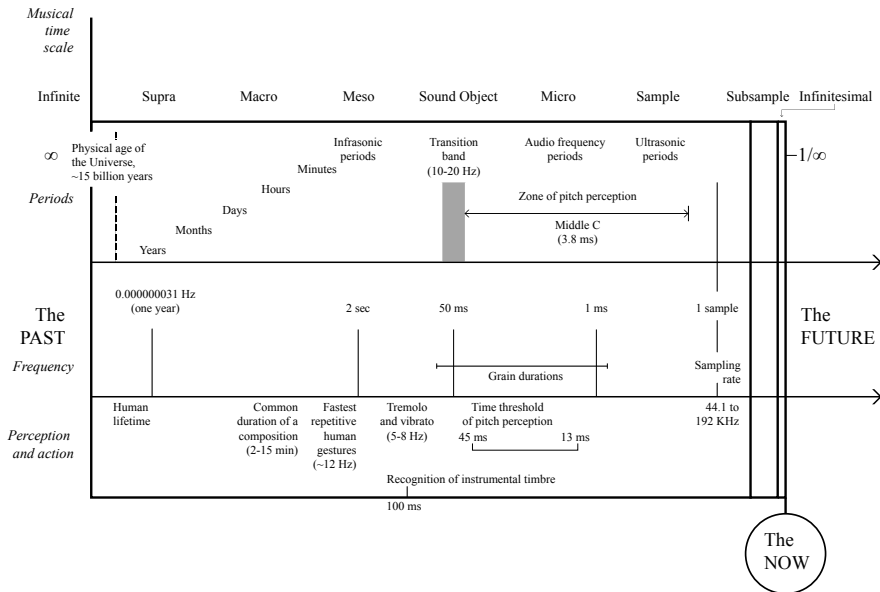 Musical
time
scale
Infinite
Supra
Macro
Meso
Sound Object
Micro
Sample
Subsample
Infinitesimal
∞
Physical age of
the Universe,
~15 billion years
Infrasonic
periods
Transition
band
(10-20 Hz)
Audio frequency
periods
Ultrasonic
periods
1/∞
Periods
Years
Months
Days
Hours
Minutes
Zone of pitch perception
Middle C
(3.8 ms)
The
PAST
0.000000031 Hz
(one year)
2 sec
50 ms
1 ms
1 sample
The
FUTURE
Frequency
Grain durations
Sampling
rate
Perception
and action
Human
lifetime
Common
duration of a
composition
(2-15 min)
Fastest
repetitive
human
gestures
(~12 Hz)
Tremolo
and vibrato
(5-8 Hz)
Time threshold
of pitch perception
45 ms
13 ms
44.1 to
192 KHz
Recognition of instrumental timbre
100 ms
The
NOW